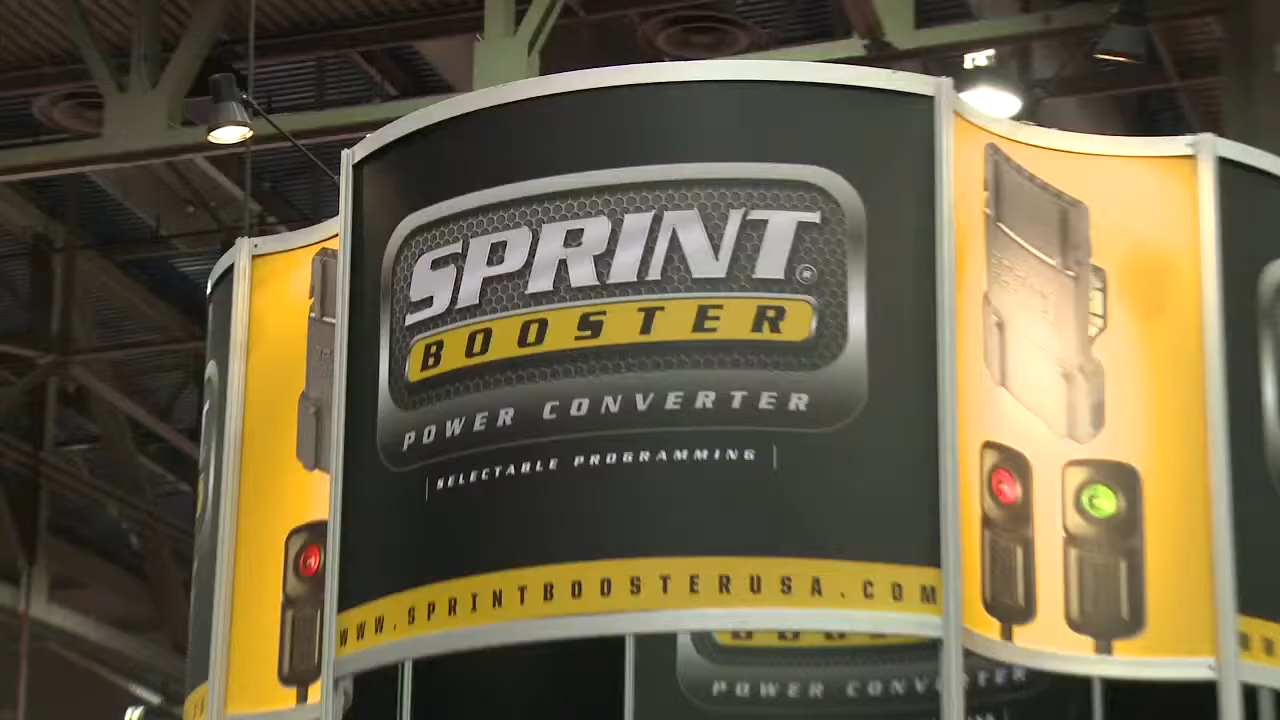 SPRINT®
BOOSTER
POWER CONVERTER
SELECTABLE PROGRAMMING
WWW.SPRINTBOOSTERUSA.COM
POWER CONVERTER